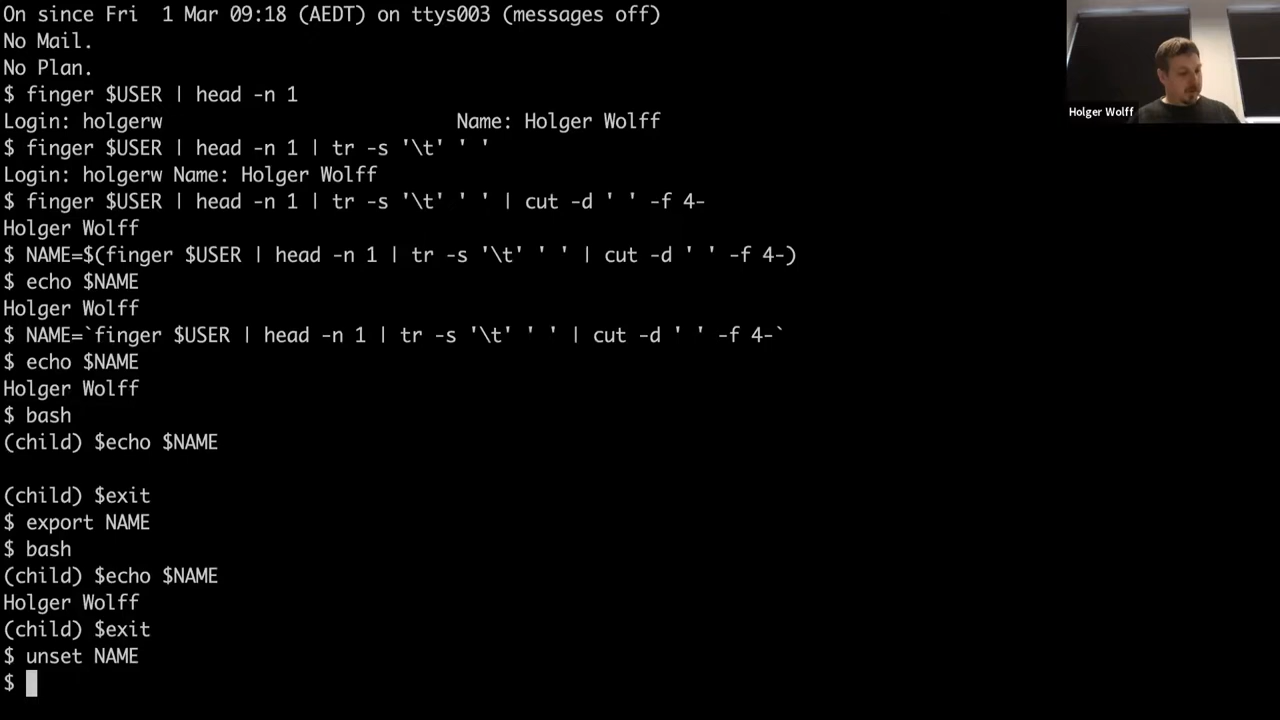 On since Fri  1 Mar 09:18 (AEDT) on ttys003 (messages off)
No Mail.
No Plan.
$ finger $USER | head -n 1
Login: holgerw                          Name: Holger Wolff
$ finger $USER | head -n 1 | tr -s '\t' ' '
Login: holgerw Name: Holger Wolff
$ finger $USER | head -n 1 | tr -s '\t' ' ' | cut -d ' ' -f 4-
Holger Wolff
$ NAME=$(finger $USER | head -n 1 | tr -s '\t' ' ' | cut -d ' ' -f 4-)
$ echo $NAME
Holger Wolff
$ NAME=`finger $USER | head -n 1 | tr -s '\t' ' ' | cut -d ' ' -f 4-`
$ echo $NAME
Holger Wolff
$ bash
(child) $echo $NAME
(child) $exit
$ export NAME
$ bash
(child) $echo $NAME
Holger Wolff
(child) $exit
$ unset NAME
$
Holger Wolff